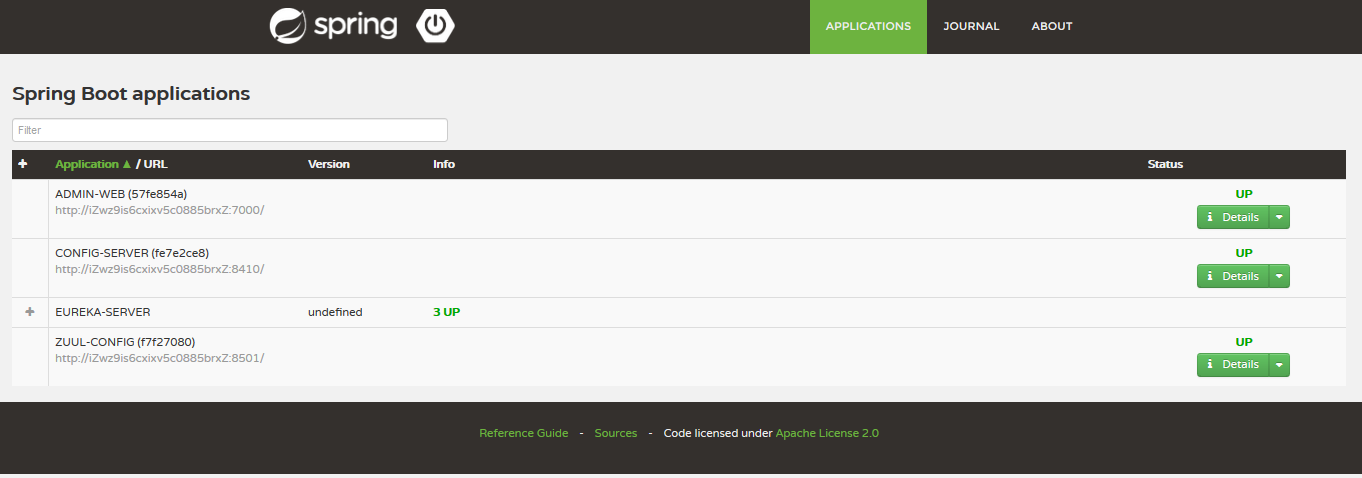 spring APPLICATIONS JOURNAL ABOUT
Spring Boot applications
Filter
Application ▲ / URL Version Info Status
ADMIN-WEB (57fe854a) UP
http://iZwz9is6cxixv5c0885brxZ:7000/ Details
CONFIG-SERVER (fe7e2ce8) UP
http://iZwz9is6cxixv5c0885brxZ:8410/ Details
EUREKA-SERVER undefined 3 UP
ZUUL-CONFIG (f7f27080) UP
http://iZwz9is6cxixv5c0885brxZ:8501/ Details
Reference Guide - Sources - Code licensed under Apache License 2.0